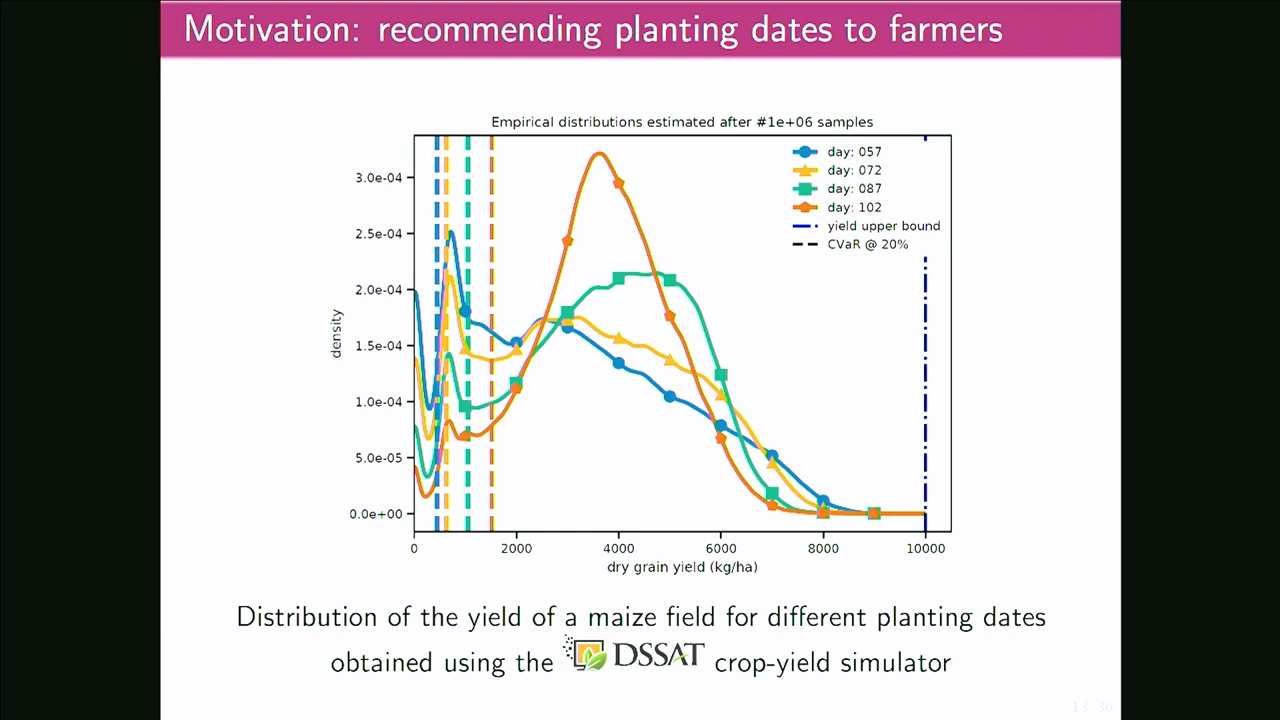 Motivation: recommending planting dates to farmers
Empirical distributions estimated after #1e+06 samples
day: 057
day: 072
day: 087
day: 102
yield upper bound
CVaR @ 20%
3.0e-04
2.5e-04
2.0e-04
1.5e-04
1.0e-04
5.0e-05
0.0e+00
density
0 2000 4000 6000 8000 10000
dry grain yield (kg/ha)
Distribution of the yield of a maize field for different planting dates
obtained using the DSSAT crop-yield simulator
13 36